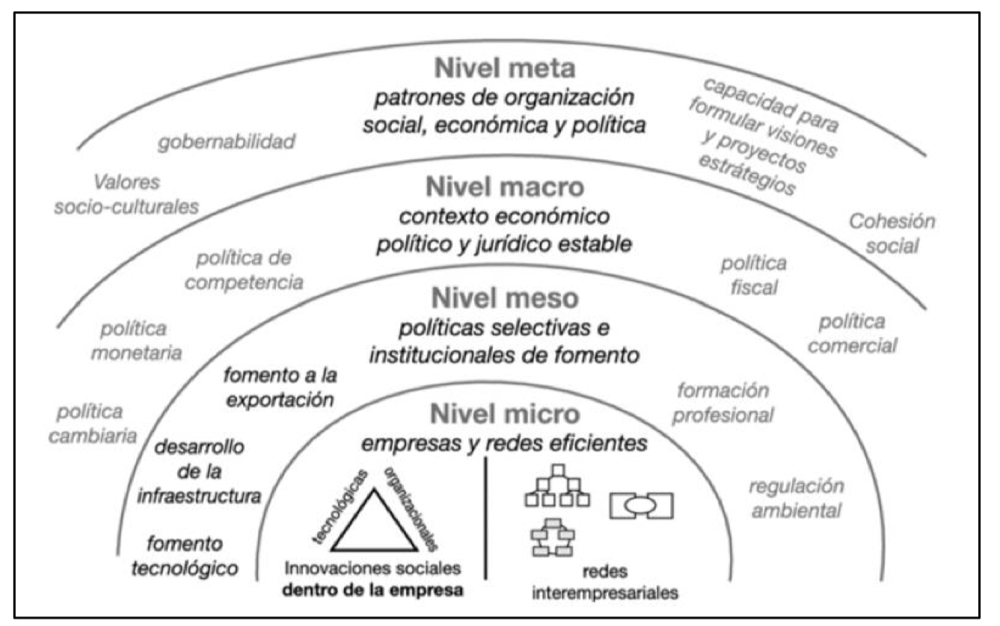 Nivel meta
patrones de organización
social, económica y política
gobernabilidad
capacidad para
formular visiones
y proyectos
estrátegios
Valores
socio-culturales
Cohesión
social
Nivel macro
contexto económico
político y jurídico estable
política de
competencia
política
fiscal
política
monetaria
política
comercial
política
cambiaria
Nivel meso
políticas selectivas e
institucionales de fomento
fomento a la
exportación
formación
profesional
desarrollo
de la
infraestructura
regulación
ambiental
fomento
tecnológico
Nivel micro
empresas y redes eficientes
tecnológicas
organizacionales
Innovaciones sociales
dentro de la empresa
redes
interempresariales